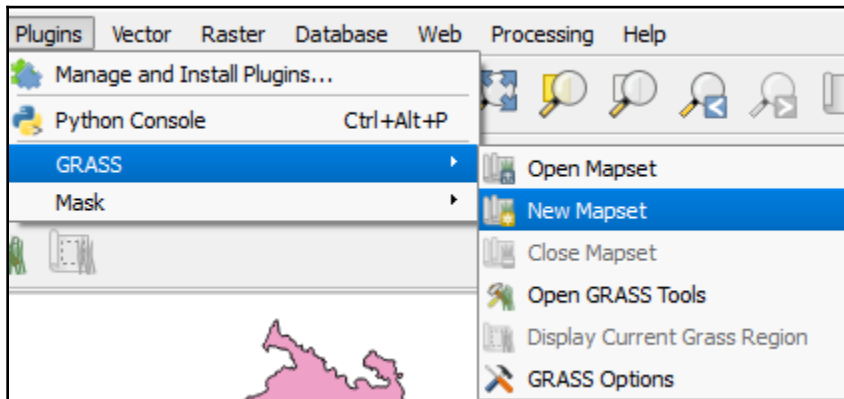 Plugins Vector Raster Database Web Processing Help
Manage and Install Plugins...
Python Console Ctrl+Alt+P
GRASS
Mask
Open Mapset
New Mapset
Close Mapset
Open GRASS Tools
Display Current Grass Region
GRASS Options